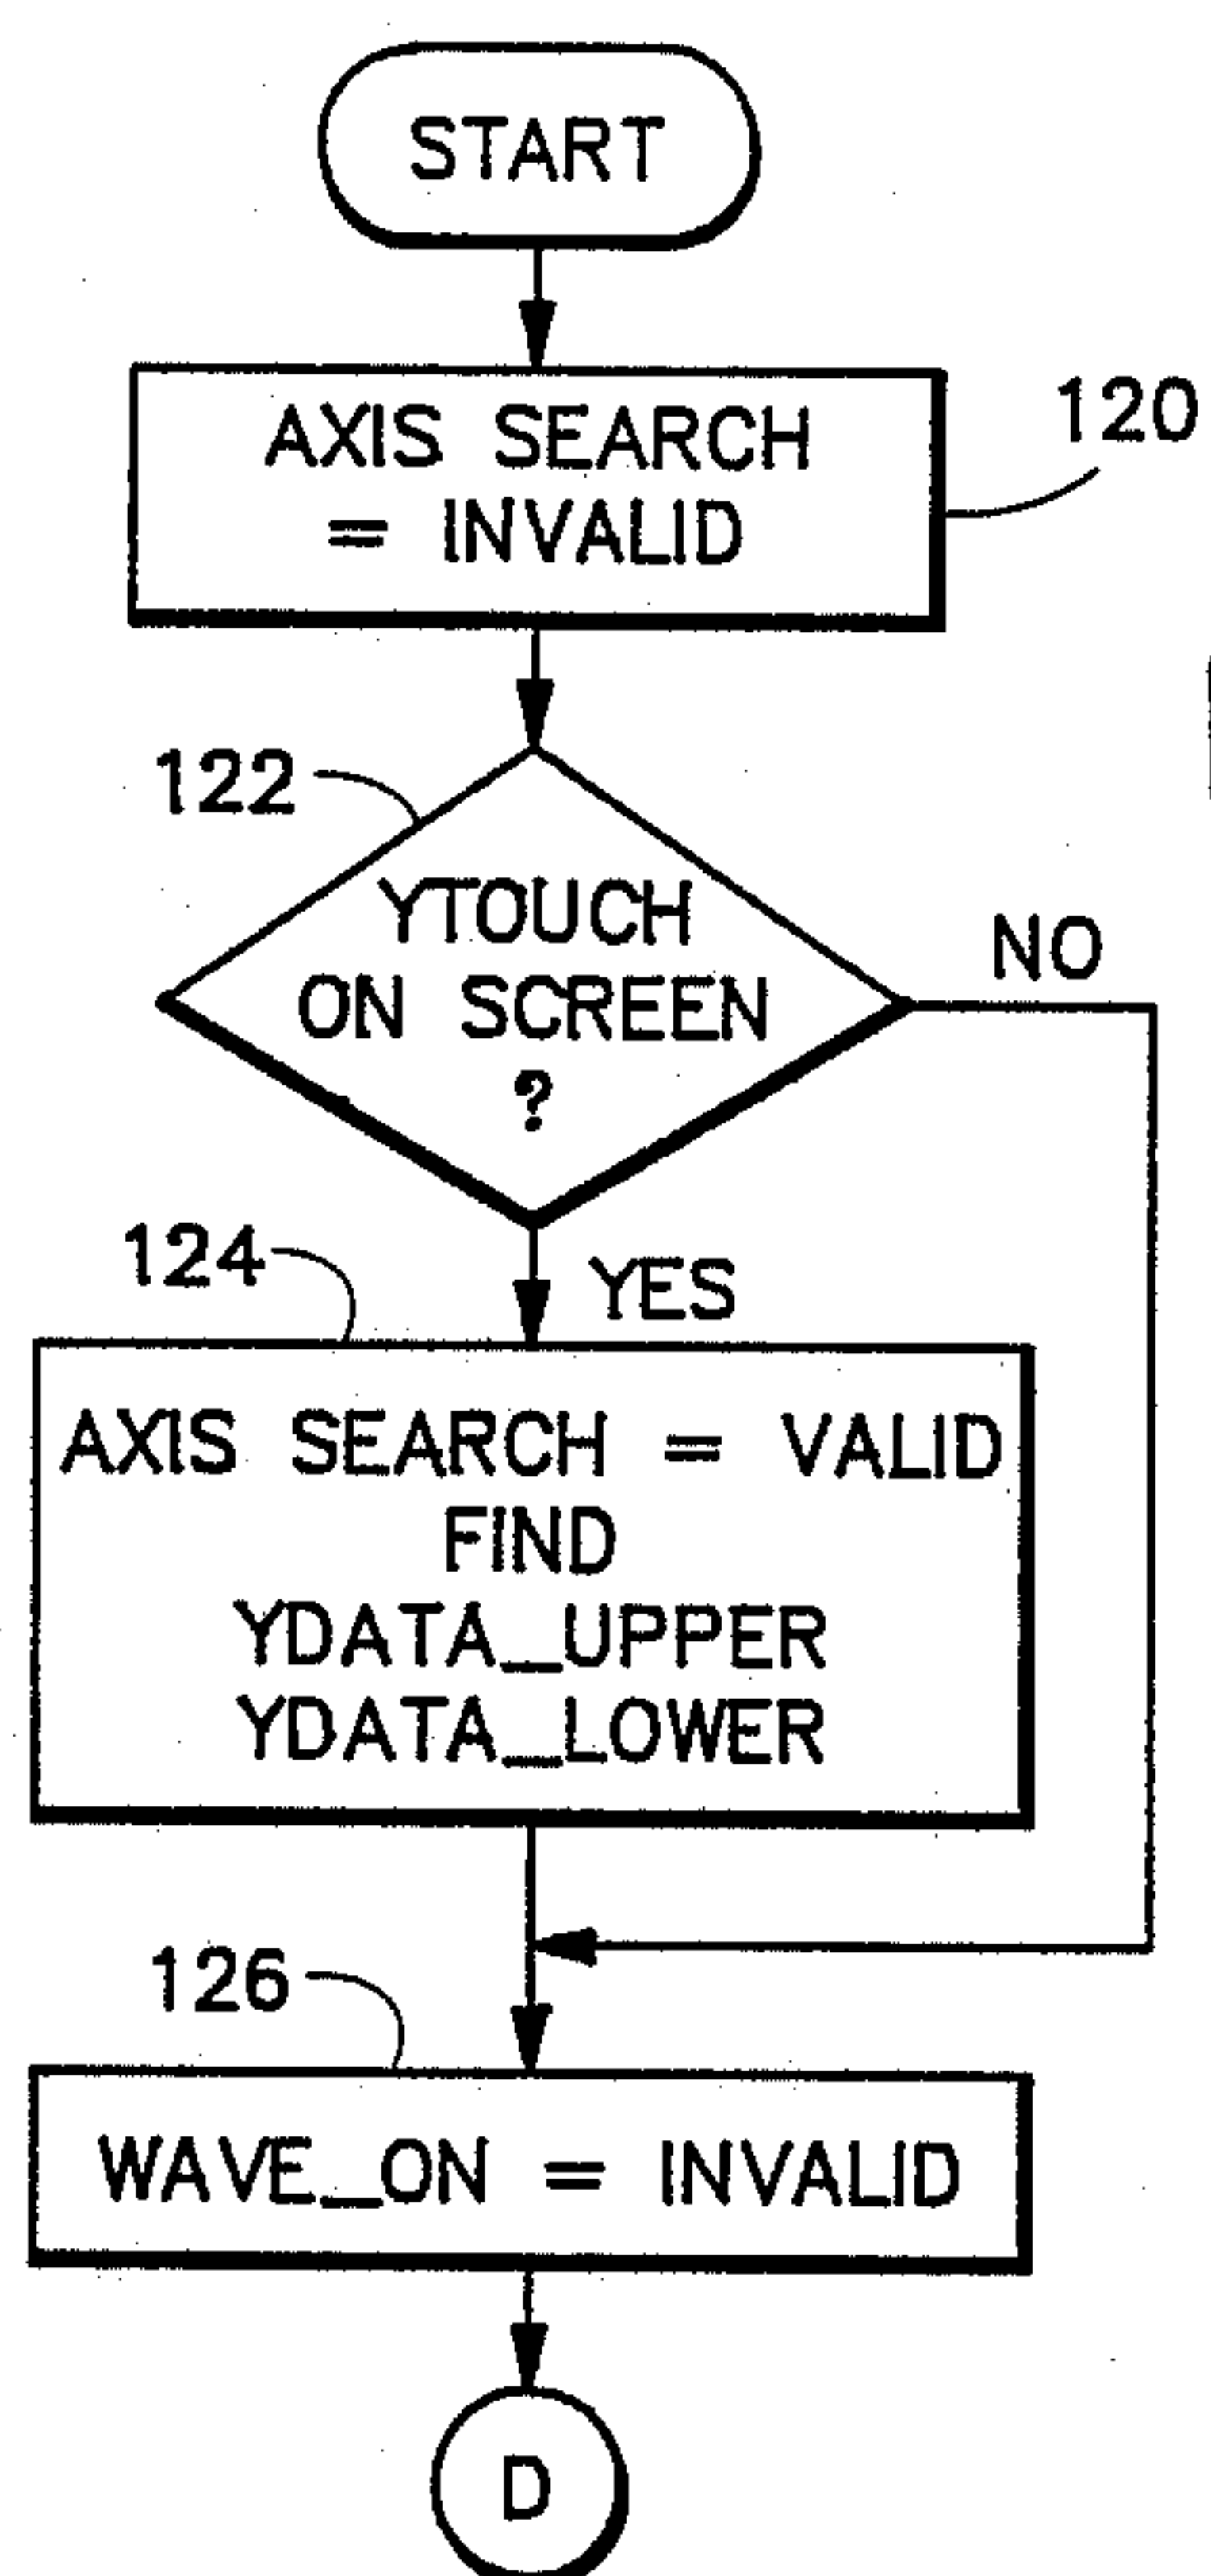 START
AXIS SEARCH
= INVALID
120
122
YTOUCH
ON SCREEN
?
NO
YES
124
AXIS SEARCH = VALID
FIND
YDATA_UPPER
YDATA_LOWER
126
WAVE_ON = INVALID
D